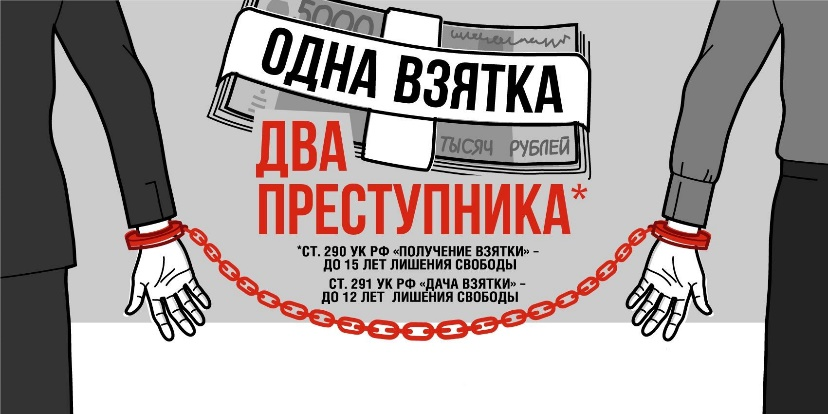 5000
ОДНА ВЗЯТКА
ТЫСЯЧ РУБЛЕЙ
ДВА
ПРЕСТУПНИКА*
*СТ. 290 УК РФ «ПОЛУЧЕНИЕ ВЗЯТКИ» –
ДО 15 ЛЕТ ЛИШЕНИЯ СВОБОДЫ
СТ. 291 УК РФ «ДАЧА ВЗЯТКИ» –
ДО 12 ЛЕТ ЛИШЕНИЯ СВОБОДЫ